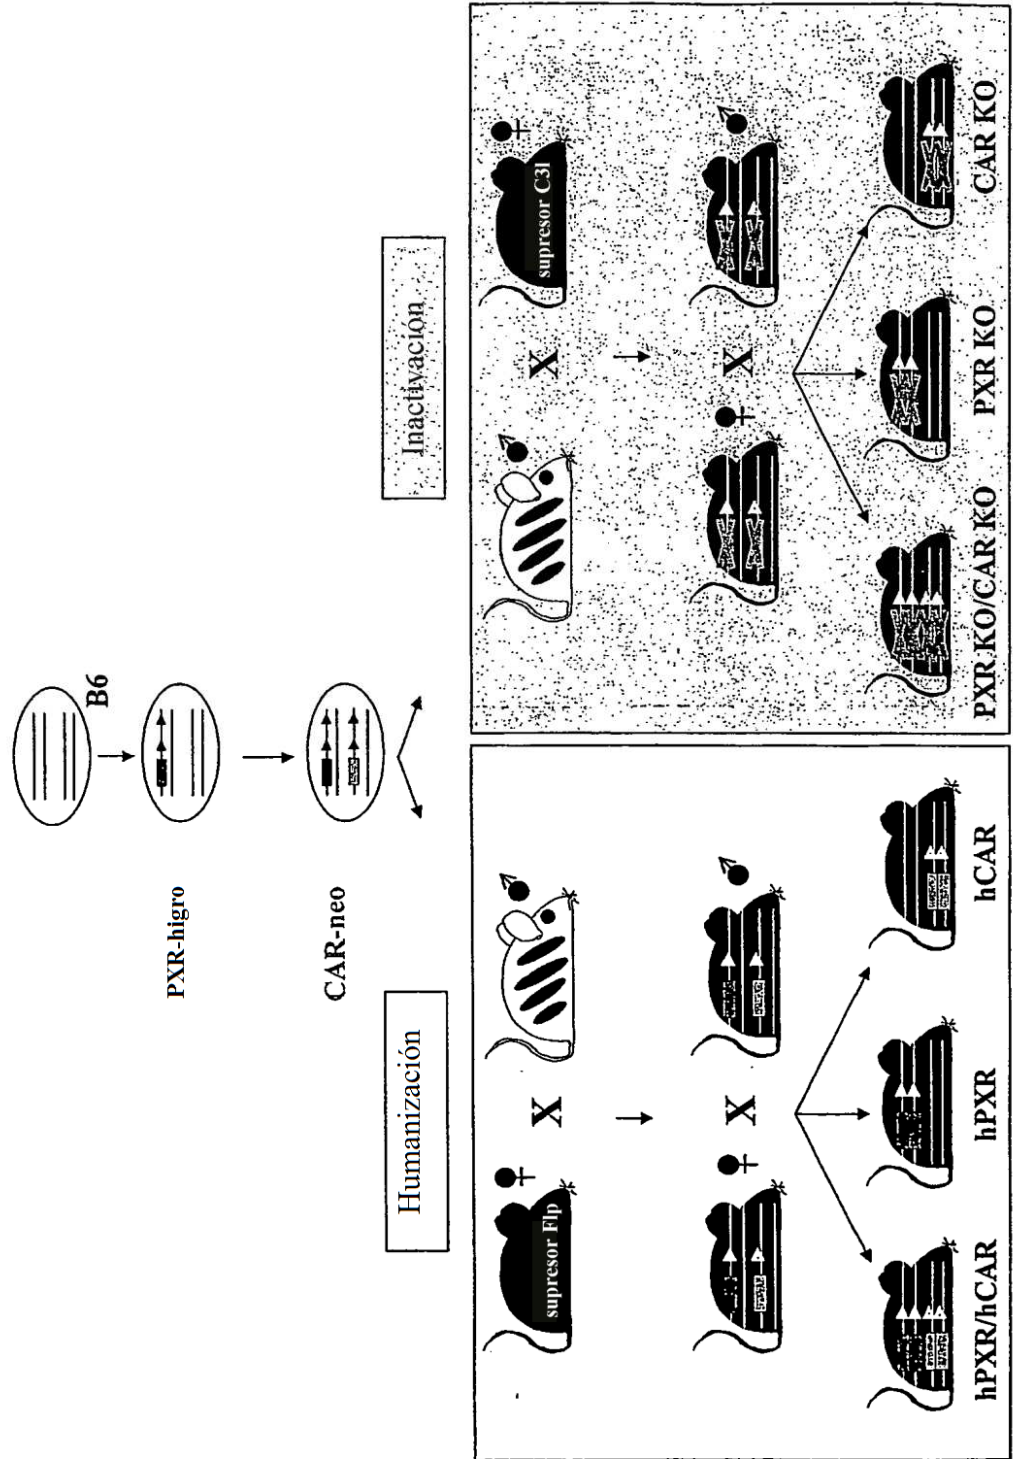 B6
PXR-higro
CAR-neo
Humanización
Inactivación
supresor Flp
X
X
hPXR/hCAR
hPXR
hCAR
X
supresor C31
X
PXR KO/CAR KO
PXR KO
CAR KO